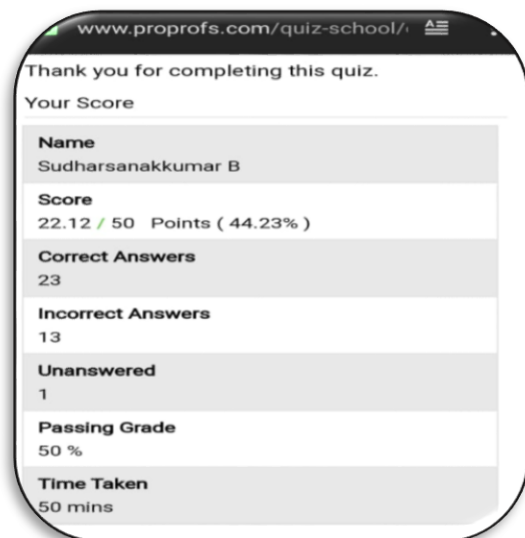 www.proprofs.com/quiz-school/
Thank you for completing this quiz.
Your Score
Name
Sudharsanakkumar B
Score
22.12 / 50 Points ( 44.23% )
Correct Answers
23
Incorrect Answers
13
Unanswered
1
Passing Grade
50 %
Time Taken
50 mins